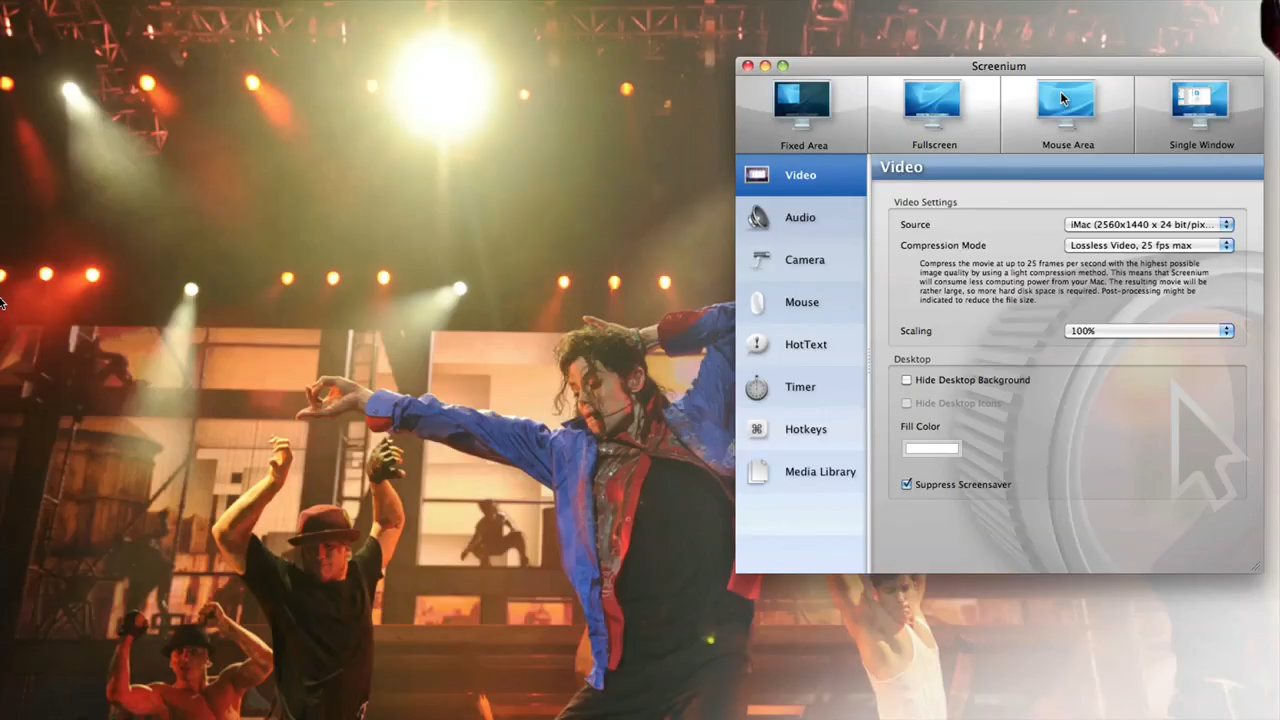 Screenium
Fixed Area
Fullscreen
Mouse Area
Single Window
Video
Audio
Camera
Mouse
HotText
Timer
Hotkeys
Media Library
Video
Video Settings
Source
iMac (2560x1440 x 24 bit/pix...
Compression Mode
Lossless Video, 25 fps max
Compress the movie at up to 25 frames per second with the highest possible
image quality by using a light compression method. This means that Screenium
will consume less computing power from your Mac. The resulting movie will be
rather large, so more hard disk space is required. Post-processing might be
indicated to reduce the file size.
Scaling
100%
Desktop
Hide Desktop Background
Hide Desktop Icons
Fill Color
Suppress Screensaver